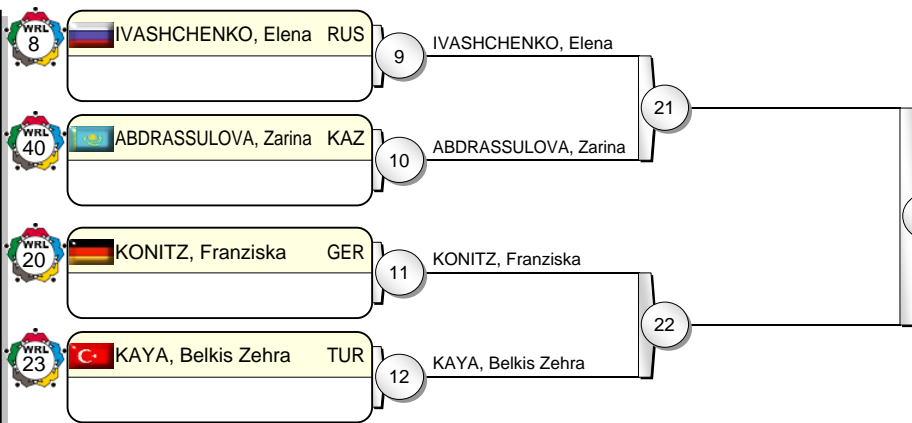 WRL
8
IVASHCHENKO, Elena RUS
9
IVASHCHENKO, Elena
21
WRL
40
ABDRASSULOVA, Zarina KAZ
10
ABDRASSULOVA, Zarina
WRL
20
KONITZ, Franziska GER
11
KONITZ, Franziska
22
WRL
23
KAYA, Belkis Zehra TUR
12
KAYA, Belkis Zehra